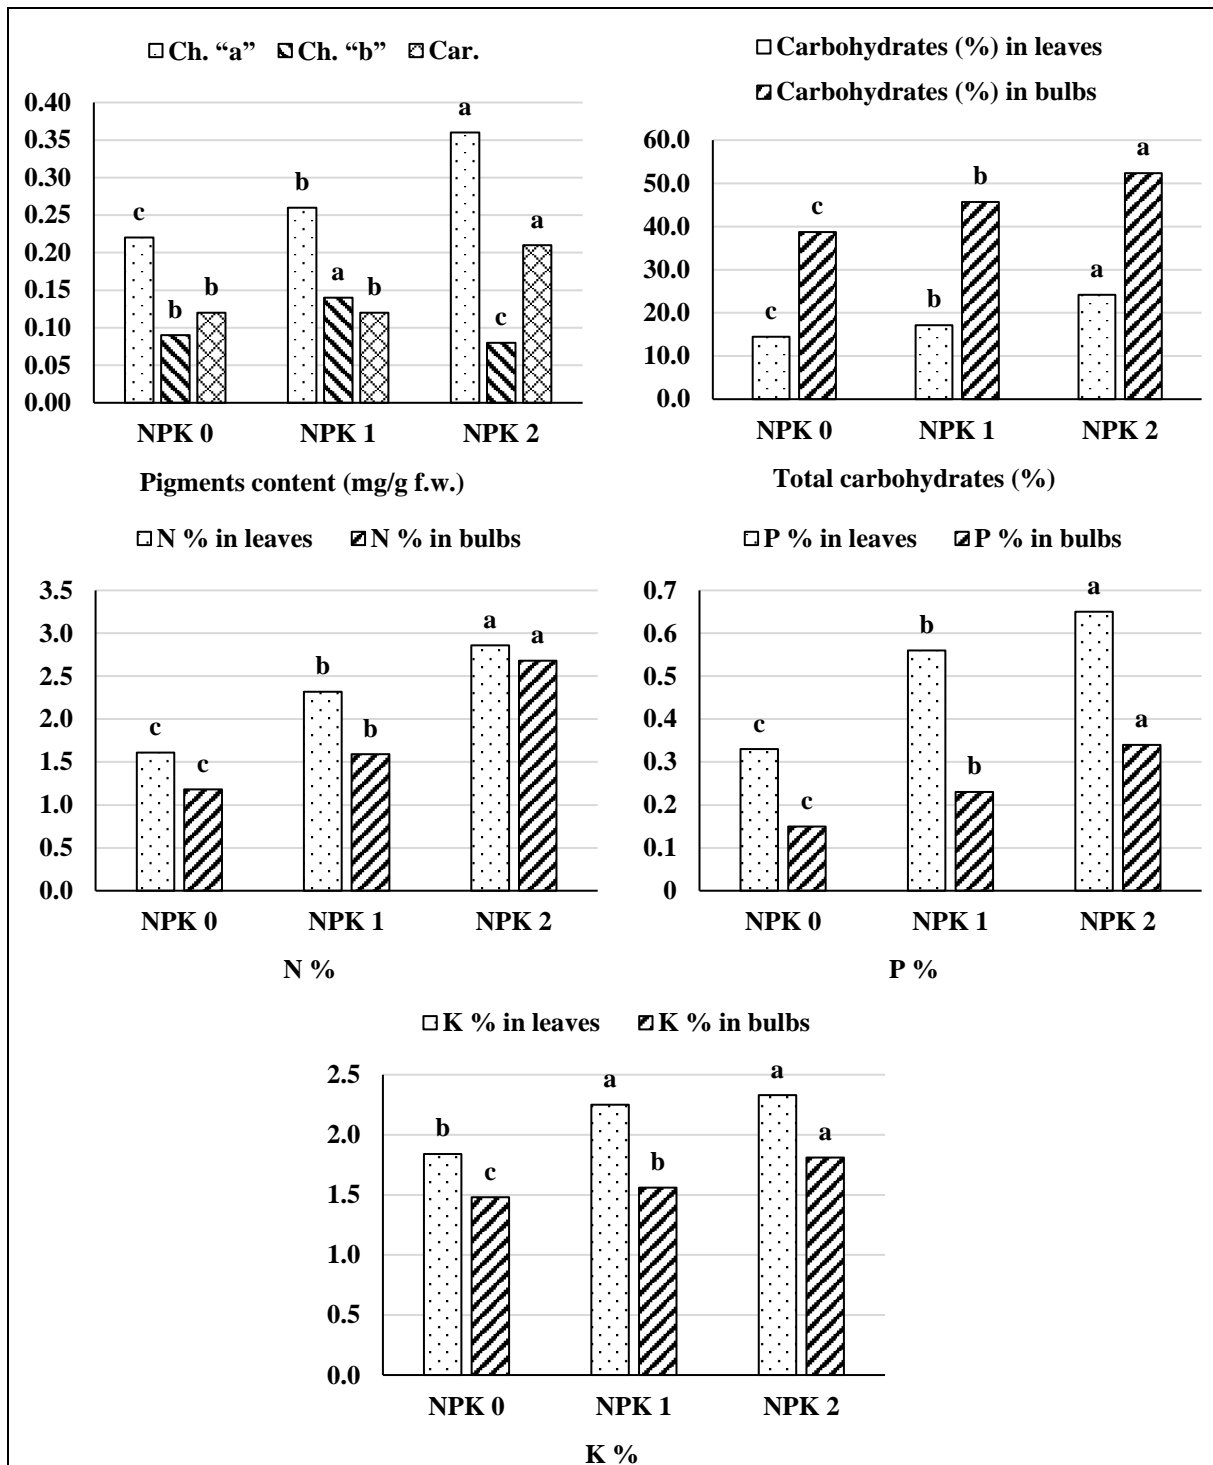 Ch. “a” Ch. “b” Car.
0.40
0.35
0.30
0.25
0.20
0.15
0.10
0.05
0.00
c b b b a b a c a
NPK 0 NPK 1 NPK 2
Pigments content (mg/g f.w.)
Carbohydrates (%) in leaves
Carbohydrates (%) in bulbs
60.0
50.0
40.0
30.0
20.0
10.0
0.0
c c b b a a
NPK 0 NPK 1 NPK 2
Total carbohydrates (%)
N % in leaves N % in bulbs
3.5
3.0
2.5
2.0
1.5
1.0
0.5
0.0
c c b b a a
NPK 0 NPK 1 NPK 2
N %
P % in leaves P % in bulbs
0.7
0.6
0.5
0.4
0.3
0.2
0.1
0
c c b b a a
NPK 0 NPK 1 NPK 2
P %
K % in leaves K % in bulbs
2.5
2.0
1.5
1.0
0.5
0.0
b c a b a a
NPK 0 NPK 1 NPK 2
K %